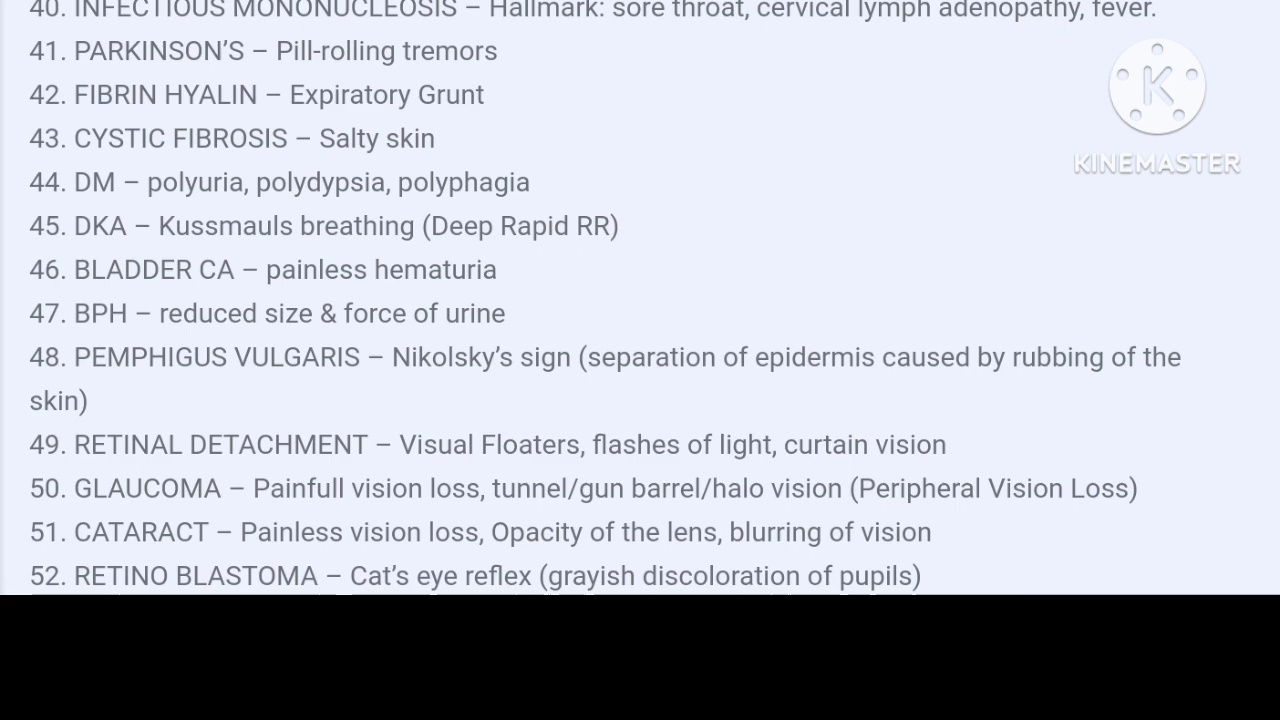 40. INFECTIOUS MONONUCLEOSIS – Hallmark: sore throat, cervical lymph adenopathy, fever.
41. PARKINSON’S – Pill-rolling tremors
42. FIBRIN HYALIN – Expiratory Grunt
43. CYSTIC FIBROSIS – Salty skin
44. DM – polyuria, polydypsia, polyphagia
45. DKA – Kussmauls breathing (Deep Rapid RR)
46. BLADDER CA – painless hematuria
47. BPH – reduced size & force of urine
48. PEMPHIGUS VULGARIS – Nikolsky’s sign (separation of epidermis caused by rubbing of the
skin)
49. RETINAL DETACHMENT – Visual Floaters, flashes of light, curtain vision
50. GLAUCOMA – Painfull vision loss, tunnel/gun barrel/halo vision (Peripheral Vision Loss)
51. CATARACT – Painless vision loss, Opacity of the lens, blurring of vision
52. RETINO BLASTOMA – Cat’s eye reflex (grayish discoloration of pupils)
K
KINEMASTER